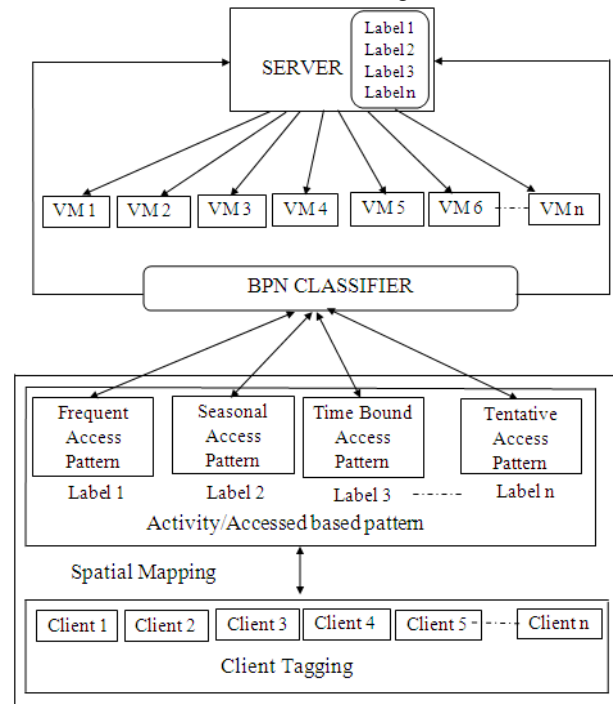 Label 1
Label 2
Label 3
Label n
SERVER
VM 1 VM 2 VM 3 VM 4 VM 5 VM 6 VM n
BPN CLASSIFIER
Frequent Access Pattern
Seasonal Access Pattern
Time Bound Access Pattern
Tentative Access Pattern
Label 1 Label 2 Label 3 Label n
Activity/Accessed based pattern
Spatial Mapping
Client 1 Client 2 Client 3 Client 4 Client 5 Client n
Client Tagging